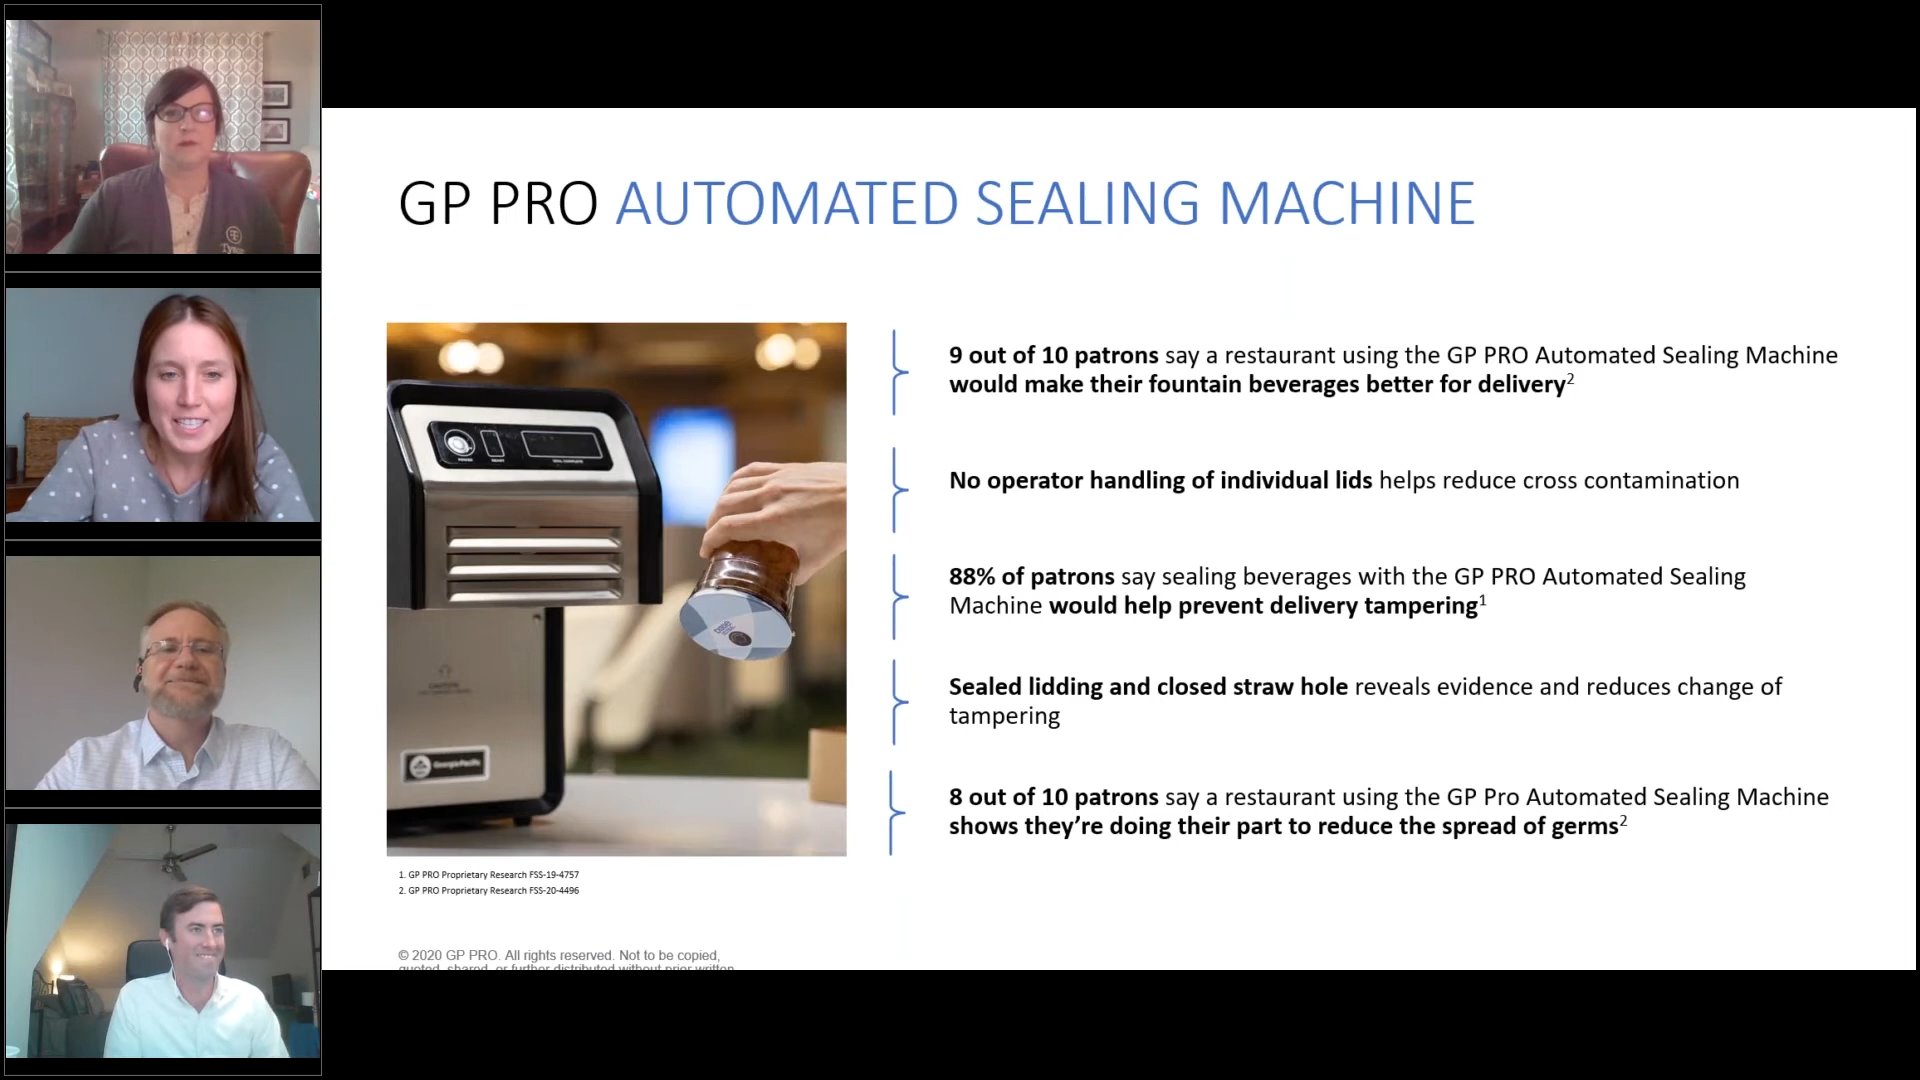 Tyson
GP PRO AUTOMATED SEALING MACHINE
9 out of 10 patrons say a restaurant using the GP PRO Automated Sealing Machine
would make their fountain beverages better for delivery2
No operator handling of individual lids helps reduce cross contamination
88% of patrons say sealing beverages with the GP PRO Automated Sealing
Machine would help prevent delivery tampering1
Sealed lidding and closed straw hole reveals evidence and reduces change of
tampering
8 out of 10 patrons say a restaurant using the GP Pro Automated Sealing Machine
shows they're doing their part to reduce the spread of germs2
Georgia-Pacific
1. GP PRO Proprietary Research FSS-19-4757
2. GP PRO Proprietary Research FSS-20-4496
© 2020 GP PRO. All rights reserved. Not to be copied,
quoted, shared, or further distributed without prior written